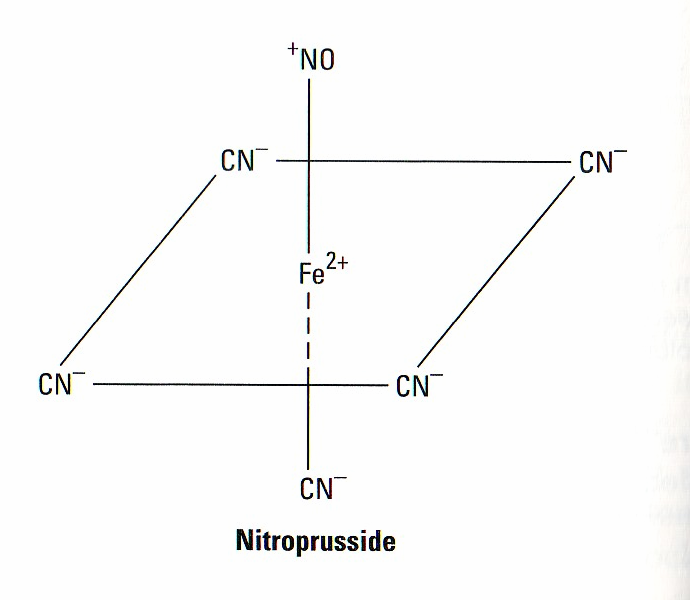 ⁺NO
CN⁻ CN⁻
Fe²⁺
CN⁻ CN⁻
CN⁻
Nitroprusside